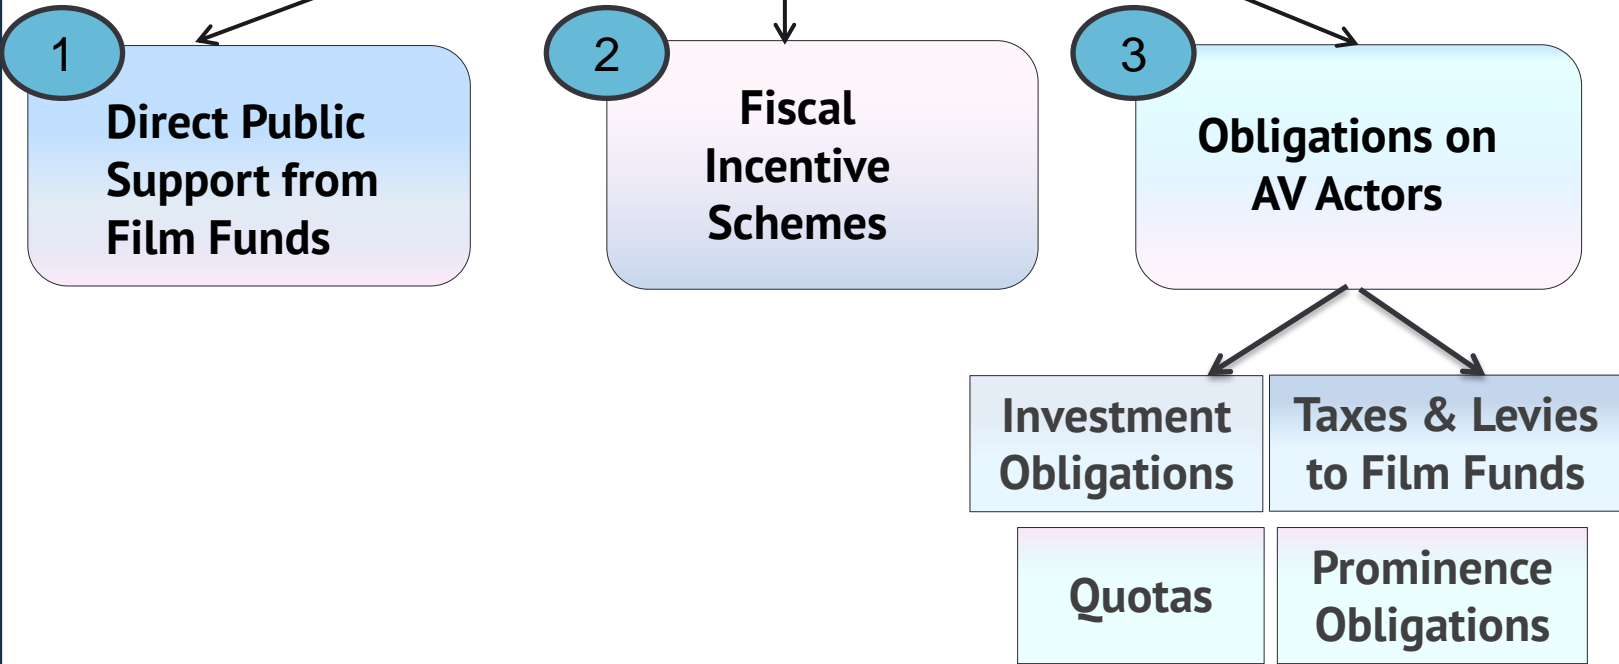 1
Direct Public
Support from
Film Funds
2
Fiscal
Incentive
Schemes
3
Obligations on
AV Actors
Investment
Obligations
Taxes & Levies
to Film Funds
Quotas
Prominence
Obligations